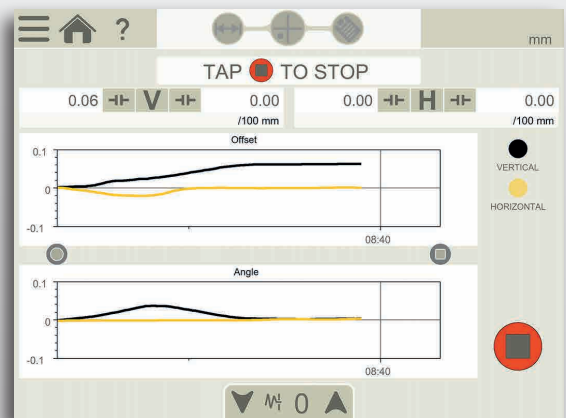 ?
mm
TAP TO STOP
0.06 V 0.00
/100 mm
0.00 H 0.00
/100 mm
Offset
0.1
0
-0.1
08:40
VERTICAL
HORIZONTAL
Angle
0.1
0
-0.1
08:40
0